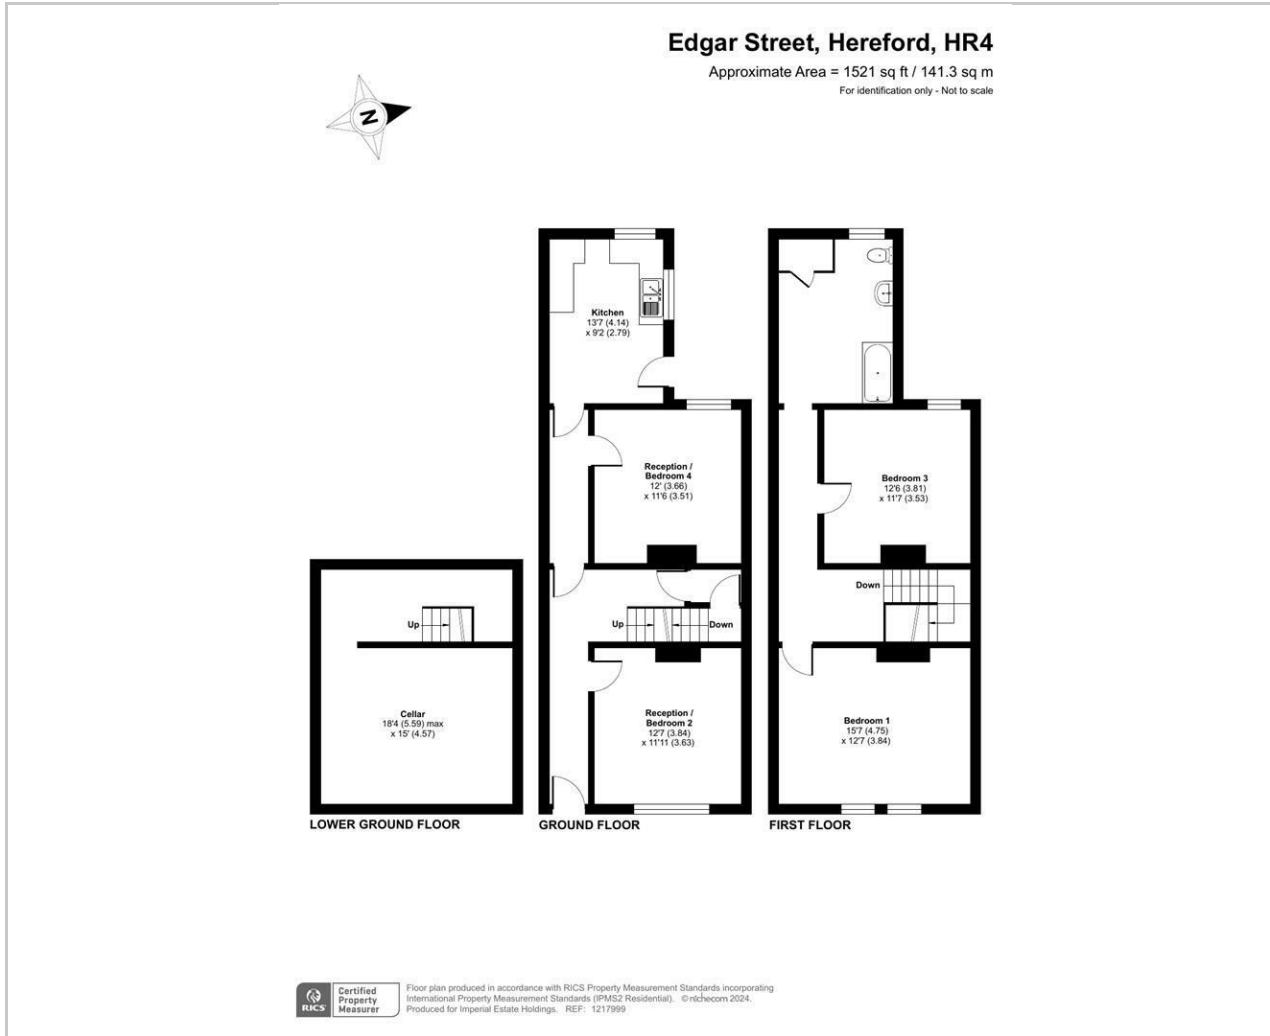 Edgar Street, Hereford, HR4
Approximate Area = 1521 sq ft / 141.3 sq m
For identification only - Not to scale
N
Kitchen
13'7 (4.14)
x 9'2 (2.79)
Reception /
Bedroom 4
12' (3.66)
x 11'6 (3.51)
Bedroom 3
12'6 (3.81)
x 11'7 (3.53)
Down
Up
Up
Down
Cellar
18'4 (5.59) max
x 15' (4.57)
Reception /
Bedroom 2
12'7 (3.84)
x 11'11 (3.63)
Bedroom 1
15'7 (4.75)
x 12'7 (3.84)
LOWER GROUND FLOOR
GROUND FLOOR
FIRST FLOOR
RICS
Certified
Property
Measurer
Floor plan produced in accordance with RICS Property Measurement Standards incorporating
International Property Measurement Standards (IPMS2 Residential). © nichecom 2024.
Produced for Imperial Estate Holdings. REF: 1217999